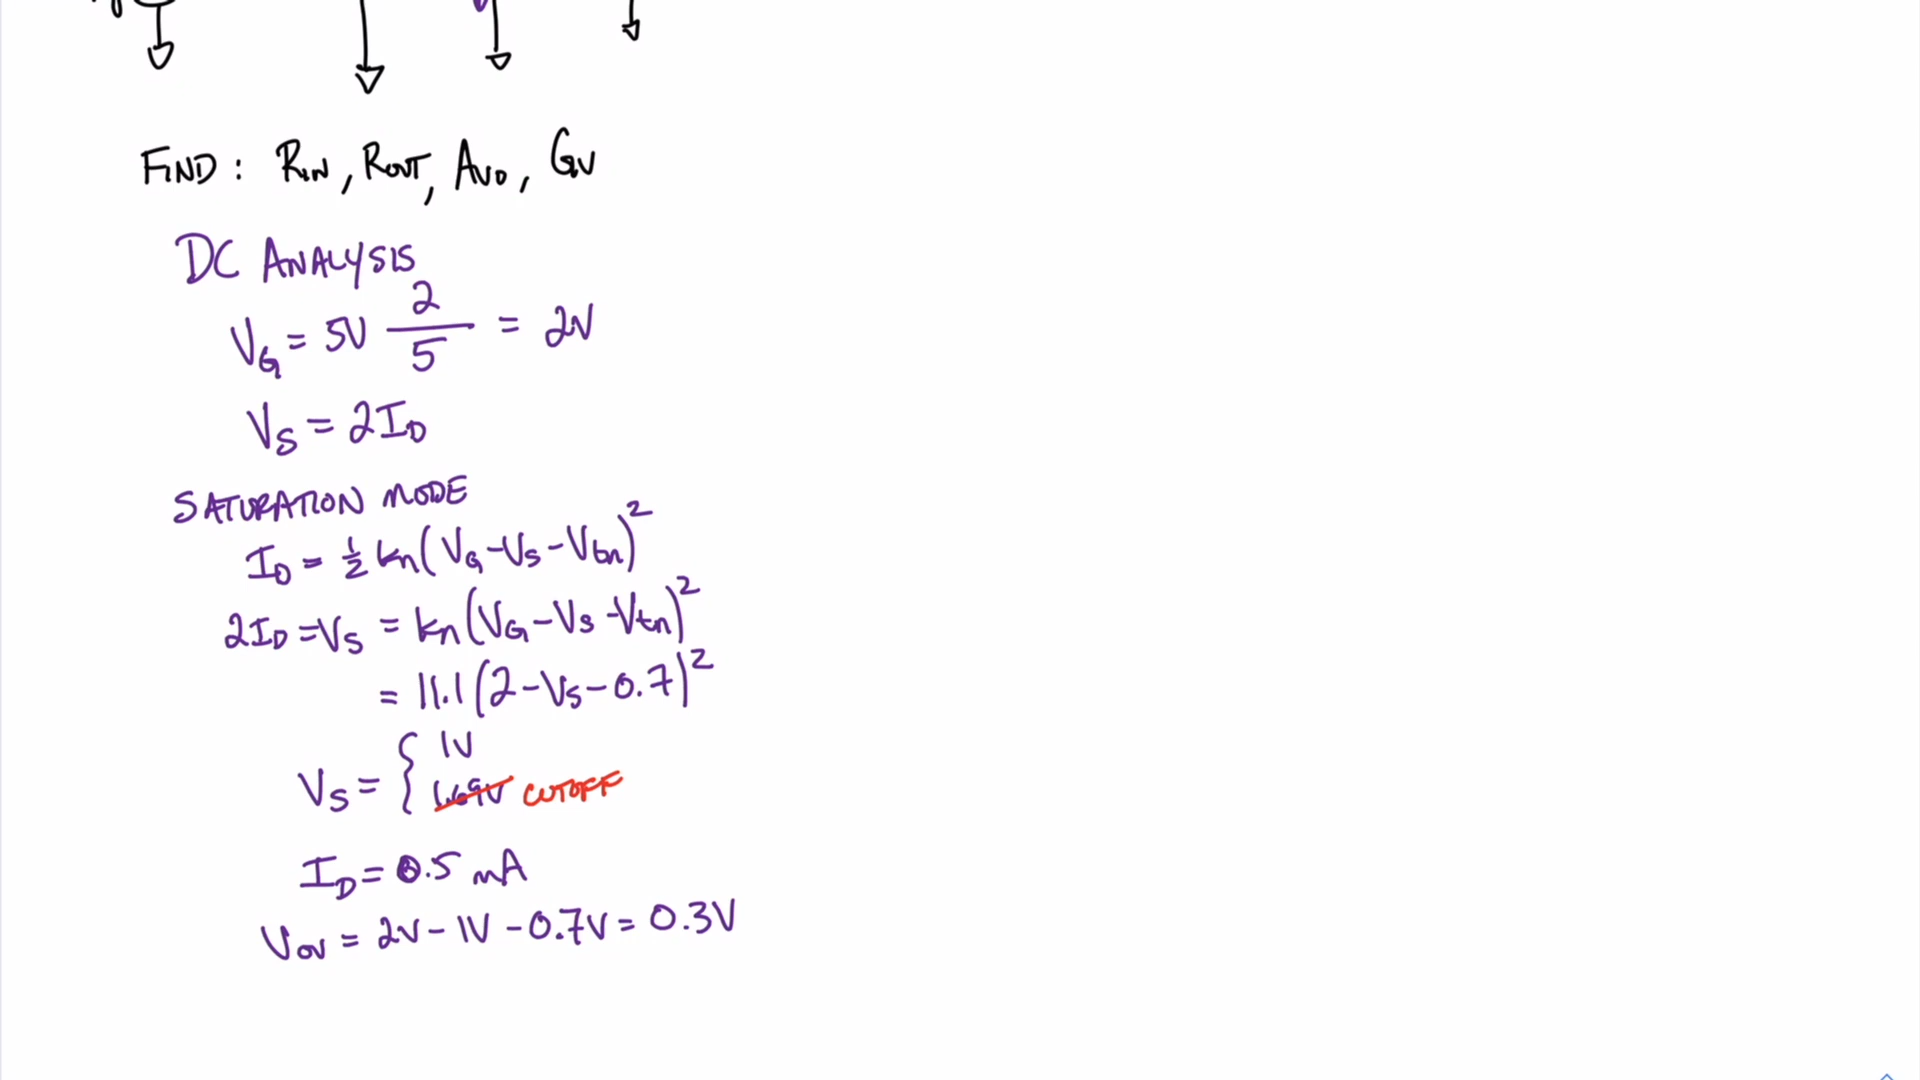 FIND: RIN, ROUT, AVO, GV
DC ANALYSIS
VG = 5V 2/5 = 2V
VS = 2ID
SATURATION MODE
ID = 1/2 kn(VG-VS-Vtn)²
2ID = VS = kn(VG-VS-Vtn)²
= 11.1(2-VS-0.7)²
VS = { 1V
1.69V CUTOFF
ID = 0.5 mA
VOV = 2V - 1V - 0.7V = 0.3V